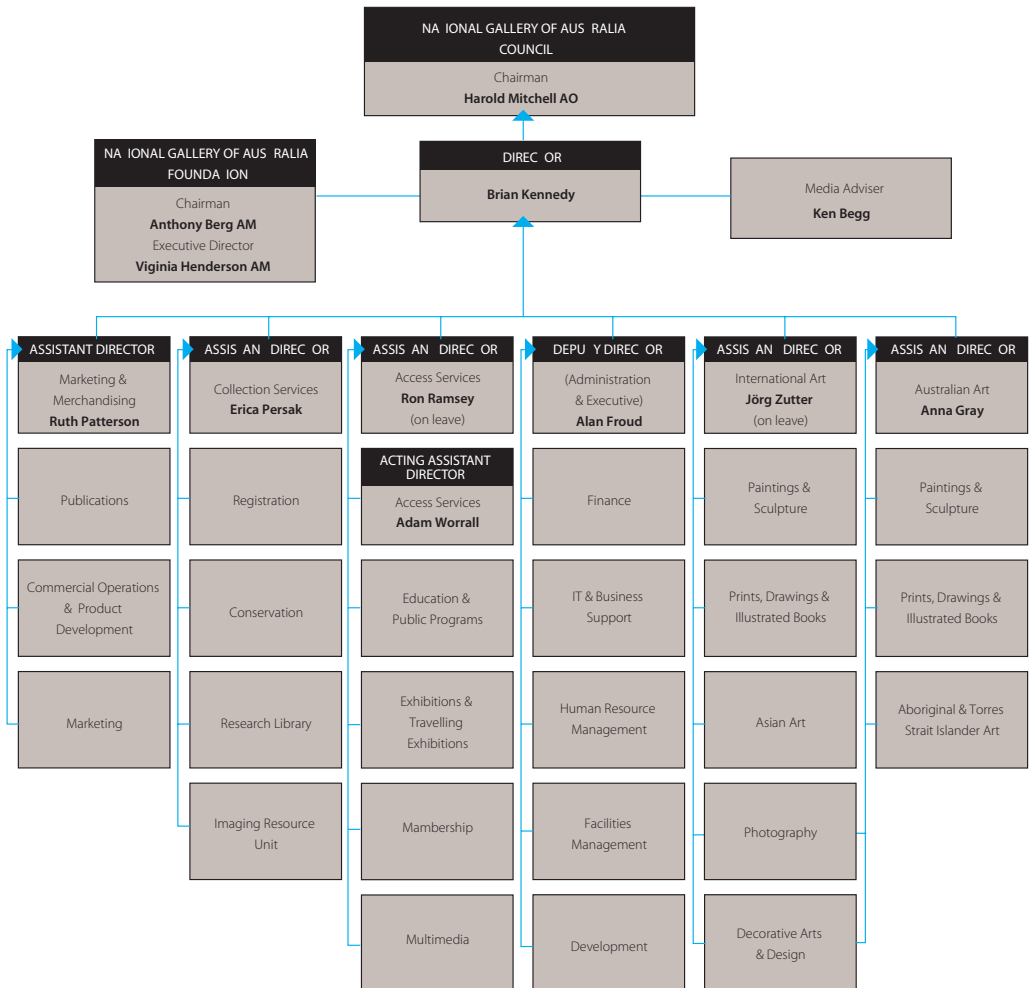 NA IONAL GALLERY OF AUS RALIA
COUNCIL
Chairman
Harold Mitchell AO
NA IONAL GALLERY OF AUS RALIA
FOUNDA ION
Chairman
Anthony Berg AM
Executive Director
Viginia Henderson AM
DIREC OR
Brian Kennedy
Media Adviser
Ken Begg
ASSISTANT DIRECTOR
Marketing &
Merchandising
Ruth Patterson
Publications
Commercial Operations
& Product
Development
Marketing
ASSIS AN DIREC OR
Collection Services
Erica Persak
Registration
Conservation
Research Library
Imaging Resource
Unit
ASSIS AN DIREC OR
Access Services
Ron Ramsey
(on leave)
ACTING ASSISTANT
DIRECTOR
Access Services
Adam Worrall
Education &
Public Programs
Exhibitions &
Travelling
Exhibitions
Mambership
Multimedia
DEPU Y DIREC OR
(Administration
& Executive)
Alan Froud
Finance
IT & Business
Support
Human Resource
Management
Facilities
Management
Development
ASSIS AN DIREC OR
International Art
Jörg Zutter
(on leave)
Paintings &
Sculpture
Prints, Drawings &
Illustrated Books
Asian Art
Photography
Decorative Arts
& Design
ASSIS AN DIREC OR
Australian Art
Anna Gray
Paintings &
Sculpture
Prints, Drawings &
Illustrated Books
Aboriginal & Torres
Strait Islander Art